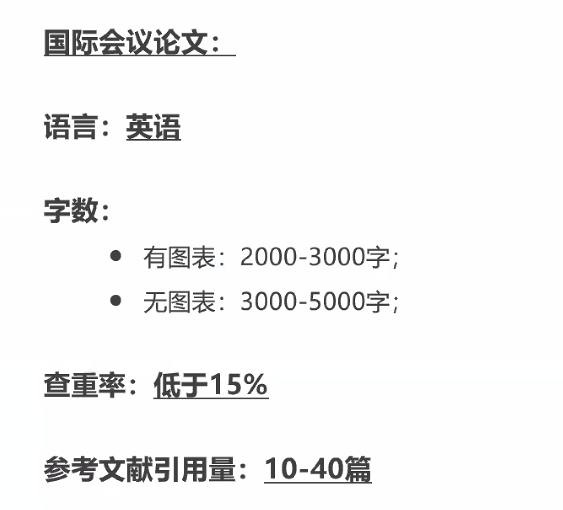 国际会议论文：
语言：英语
字数：
• 有图表：2000-3000字；
• 无图表：3000-5000字；
查重率：低于15%
参考文献引用量：10-40篇